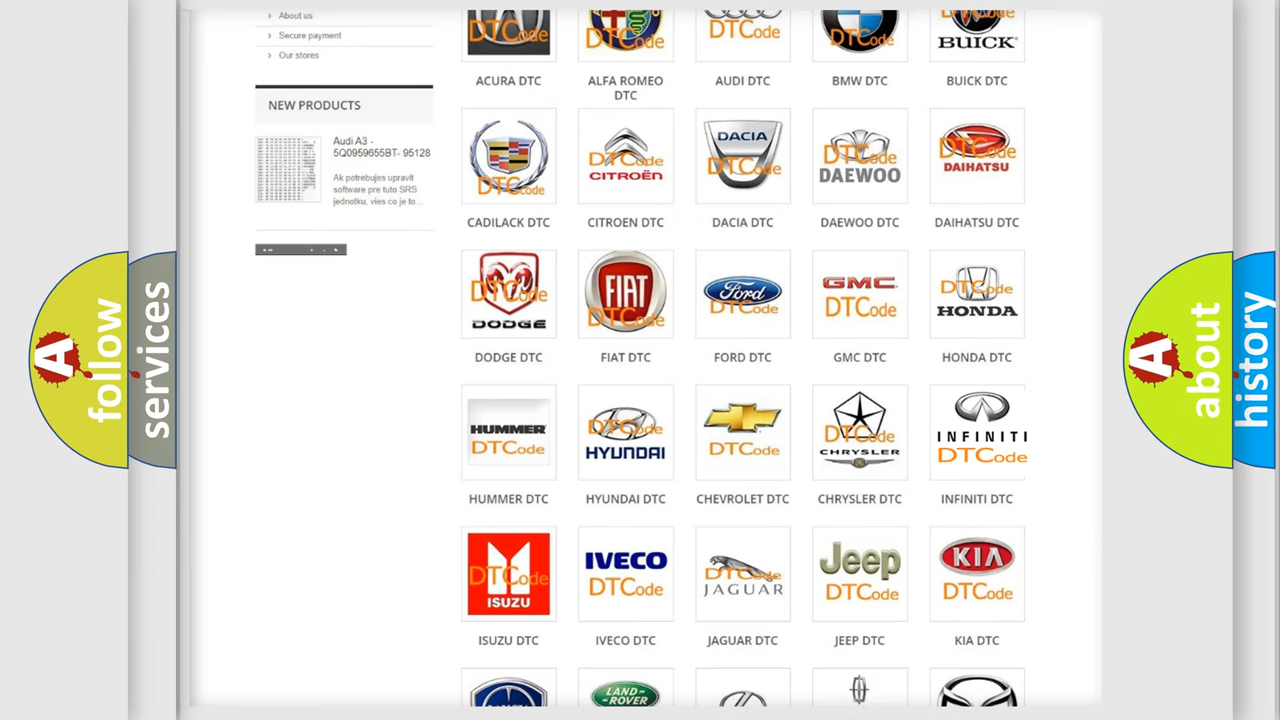 About us
Secure payment
Our stores
NEW PRODUCTS
Audi A3 -
5Q0959655BT- 95128
Ak potrebujes upravit
software pre tuto SRS
jednotku, vies co je to...
DTCode
DTCode
DTCode
DTCode
BUICK
ACURA DTC
ALFA ROMEO
DTC
AUDI DTC
BMW DTC
BUICK DTC
DTCode
DTCode
CITROËN
DACIA
DTCode
DTCode
DAEWOO
DTCode
DAIHATSU
CADILACK DTC
CITROEN DTC
DACIA DTC
DAEWOO DTC
DAIHATSU DTC
DTCode
DODGE
FIAT
DTCode
Ford
DTCode
GMC
DTCode
DTCode
HONDA
DODGE DTC
FIAT DTC
FORD DTC
GMC DTC
HONDA DTC
HUMMER
DTCode
DTCode
HYUNDAI
DTCode
DTCode
CHRYSLER
INFINITI
DTCode
HUMMER DTC
HYUNDAI DTC
CHEVROLET DTC
CHRYSLER DTC
INFINITI DTC
DTCode
ISUZU
IVECO
DTCode
DTCode
JAGUAR
Jeep
DTCode
KIA
DTCode
ISUZU DTC
IVECO DTC
JAGUAR DTC
JEEP DTC
KIA DTC
LAND-
ROVER
A
follow
services
A
about
history